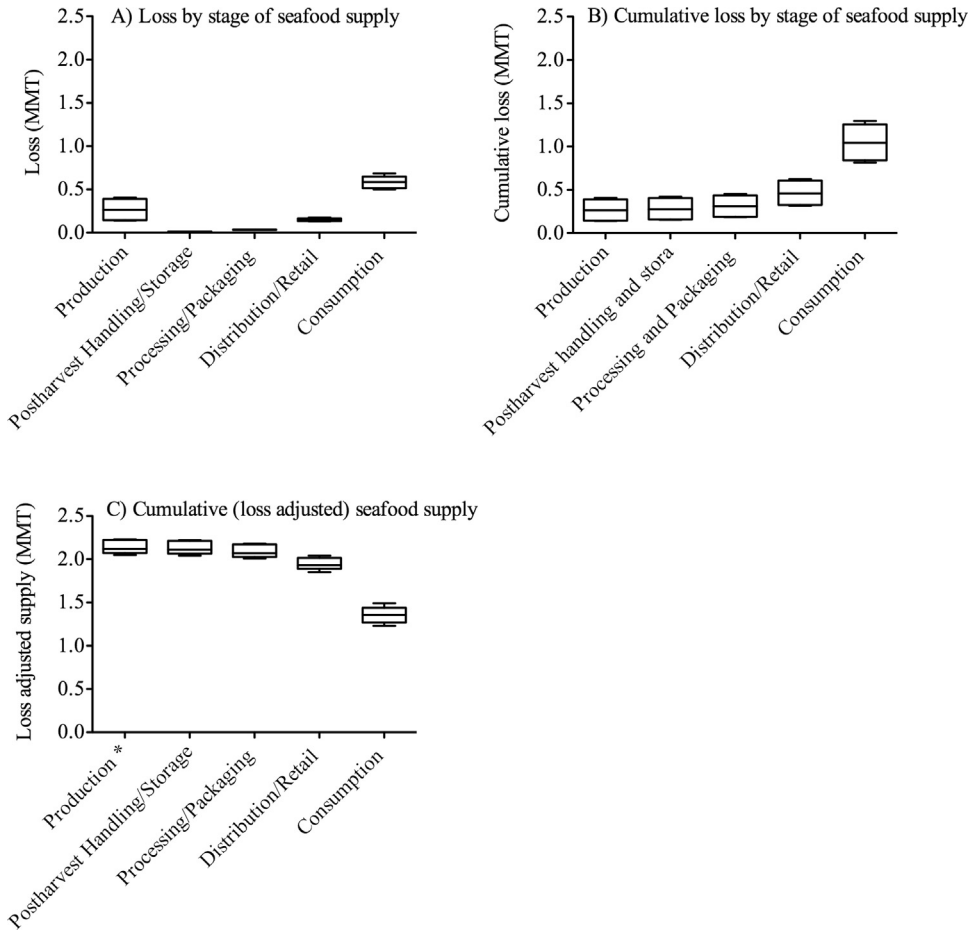 A) Loss by stage of seafood supply
Loss (MMT)
2.5
2.0
1.5
1.0
0.5
0.0
Production
Postharvest Handling/Storage
Processing/Packaging
Distribution/Retail
Consumption
B) Cumulative loss by stage of seafood supply
Cumulative loss (MMT)
2.5
2.0
1.5
1.0
0.5
0.0
Production
Postharvest handling and stora
Processing and Packaging
Distribution/Retail
Consumption
C) Cumulative (loss adjusted) seafood supply
Loss adjusted supply (MMT)
2.5
2.0
1.5
1.0
0.5
0.0
Production*
Postharvest Handling/Storage
Processing/Packaging
Distribution/Retail
Consumption